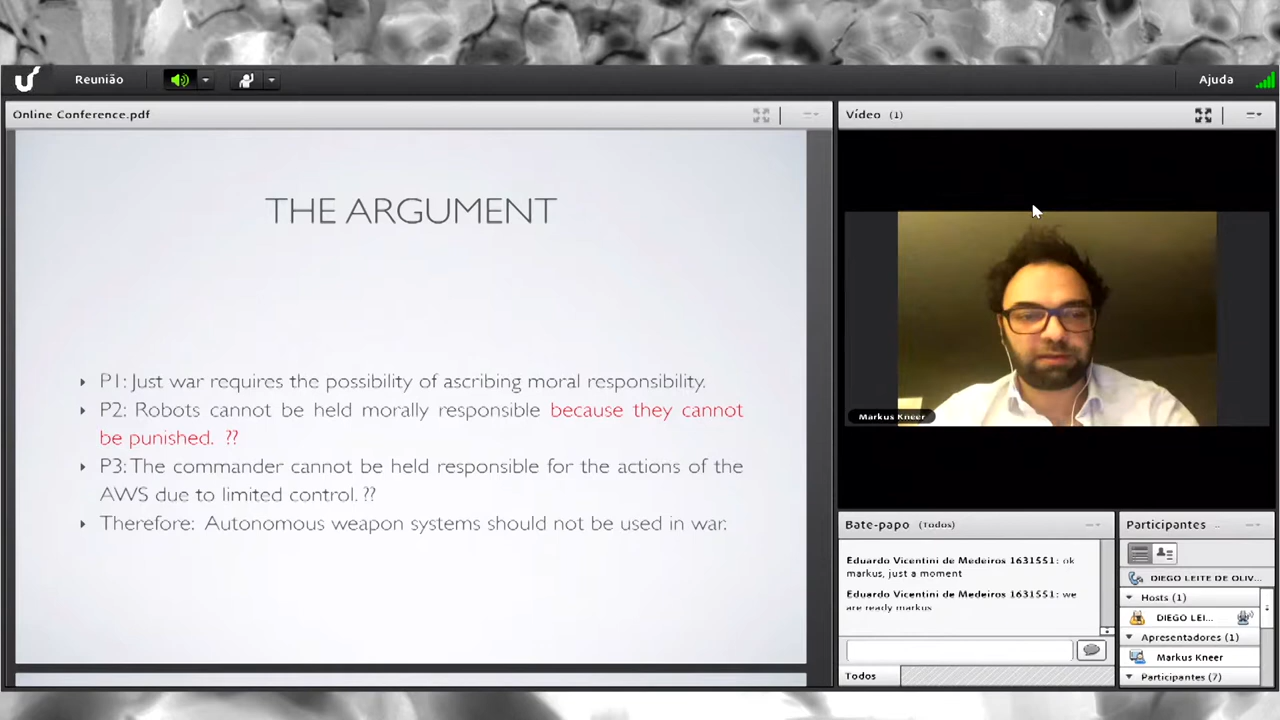 Reunião
Ajuda
Online Conference.pdf
THE ARGUMENT
P1: Just war requires the possibility of ascribing moral responsibility.
P2: Robots cannot be held morally responsible because they cannot
be punished. ??
P3: The commander cannot be held responsible for the actions of the
AWS due to limited control. ??
Therefore: Autonomous weapon systems should not be used in war.
Vídeo (1)
Markus Kneer
Bate-papo (Todos)
Eduardo Vicentini de Medeiros 1631551: ok
markus, just a moment
Eduardo Vicentini de Medeiros 1631551: we
are ready markus
Todos
Participantes ..
DIEGO LEITE DE OLIV...
Hosts (1)
DIEGO LEI...
Apresentadores (1)
Markus Kneer
Participantes (7)